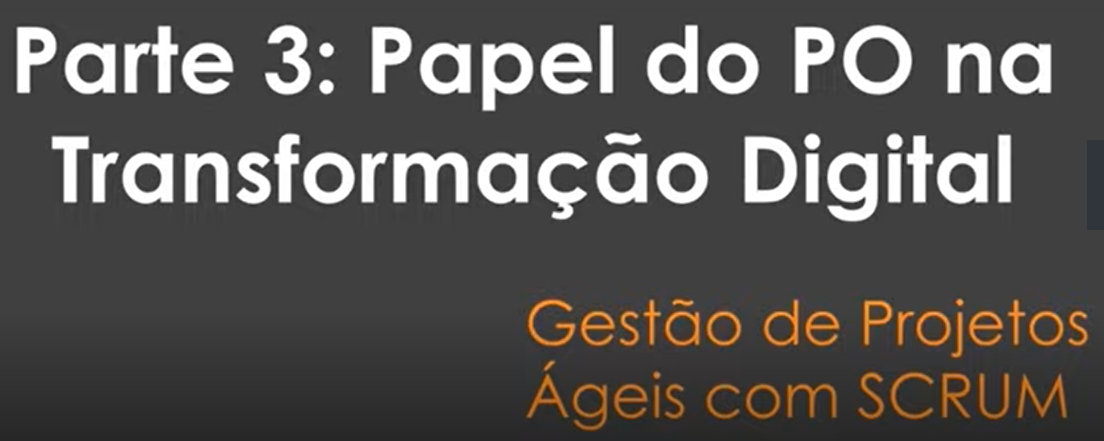 Parte 3: Papel do PO na
Transformação Digital
Gestão de Projetos
Ágeis com SCRUM